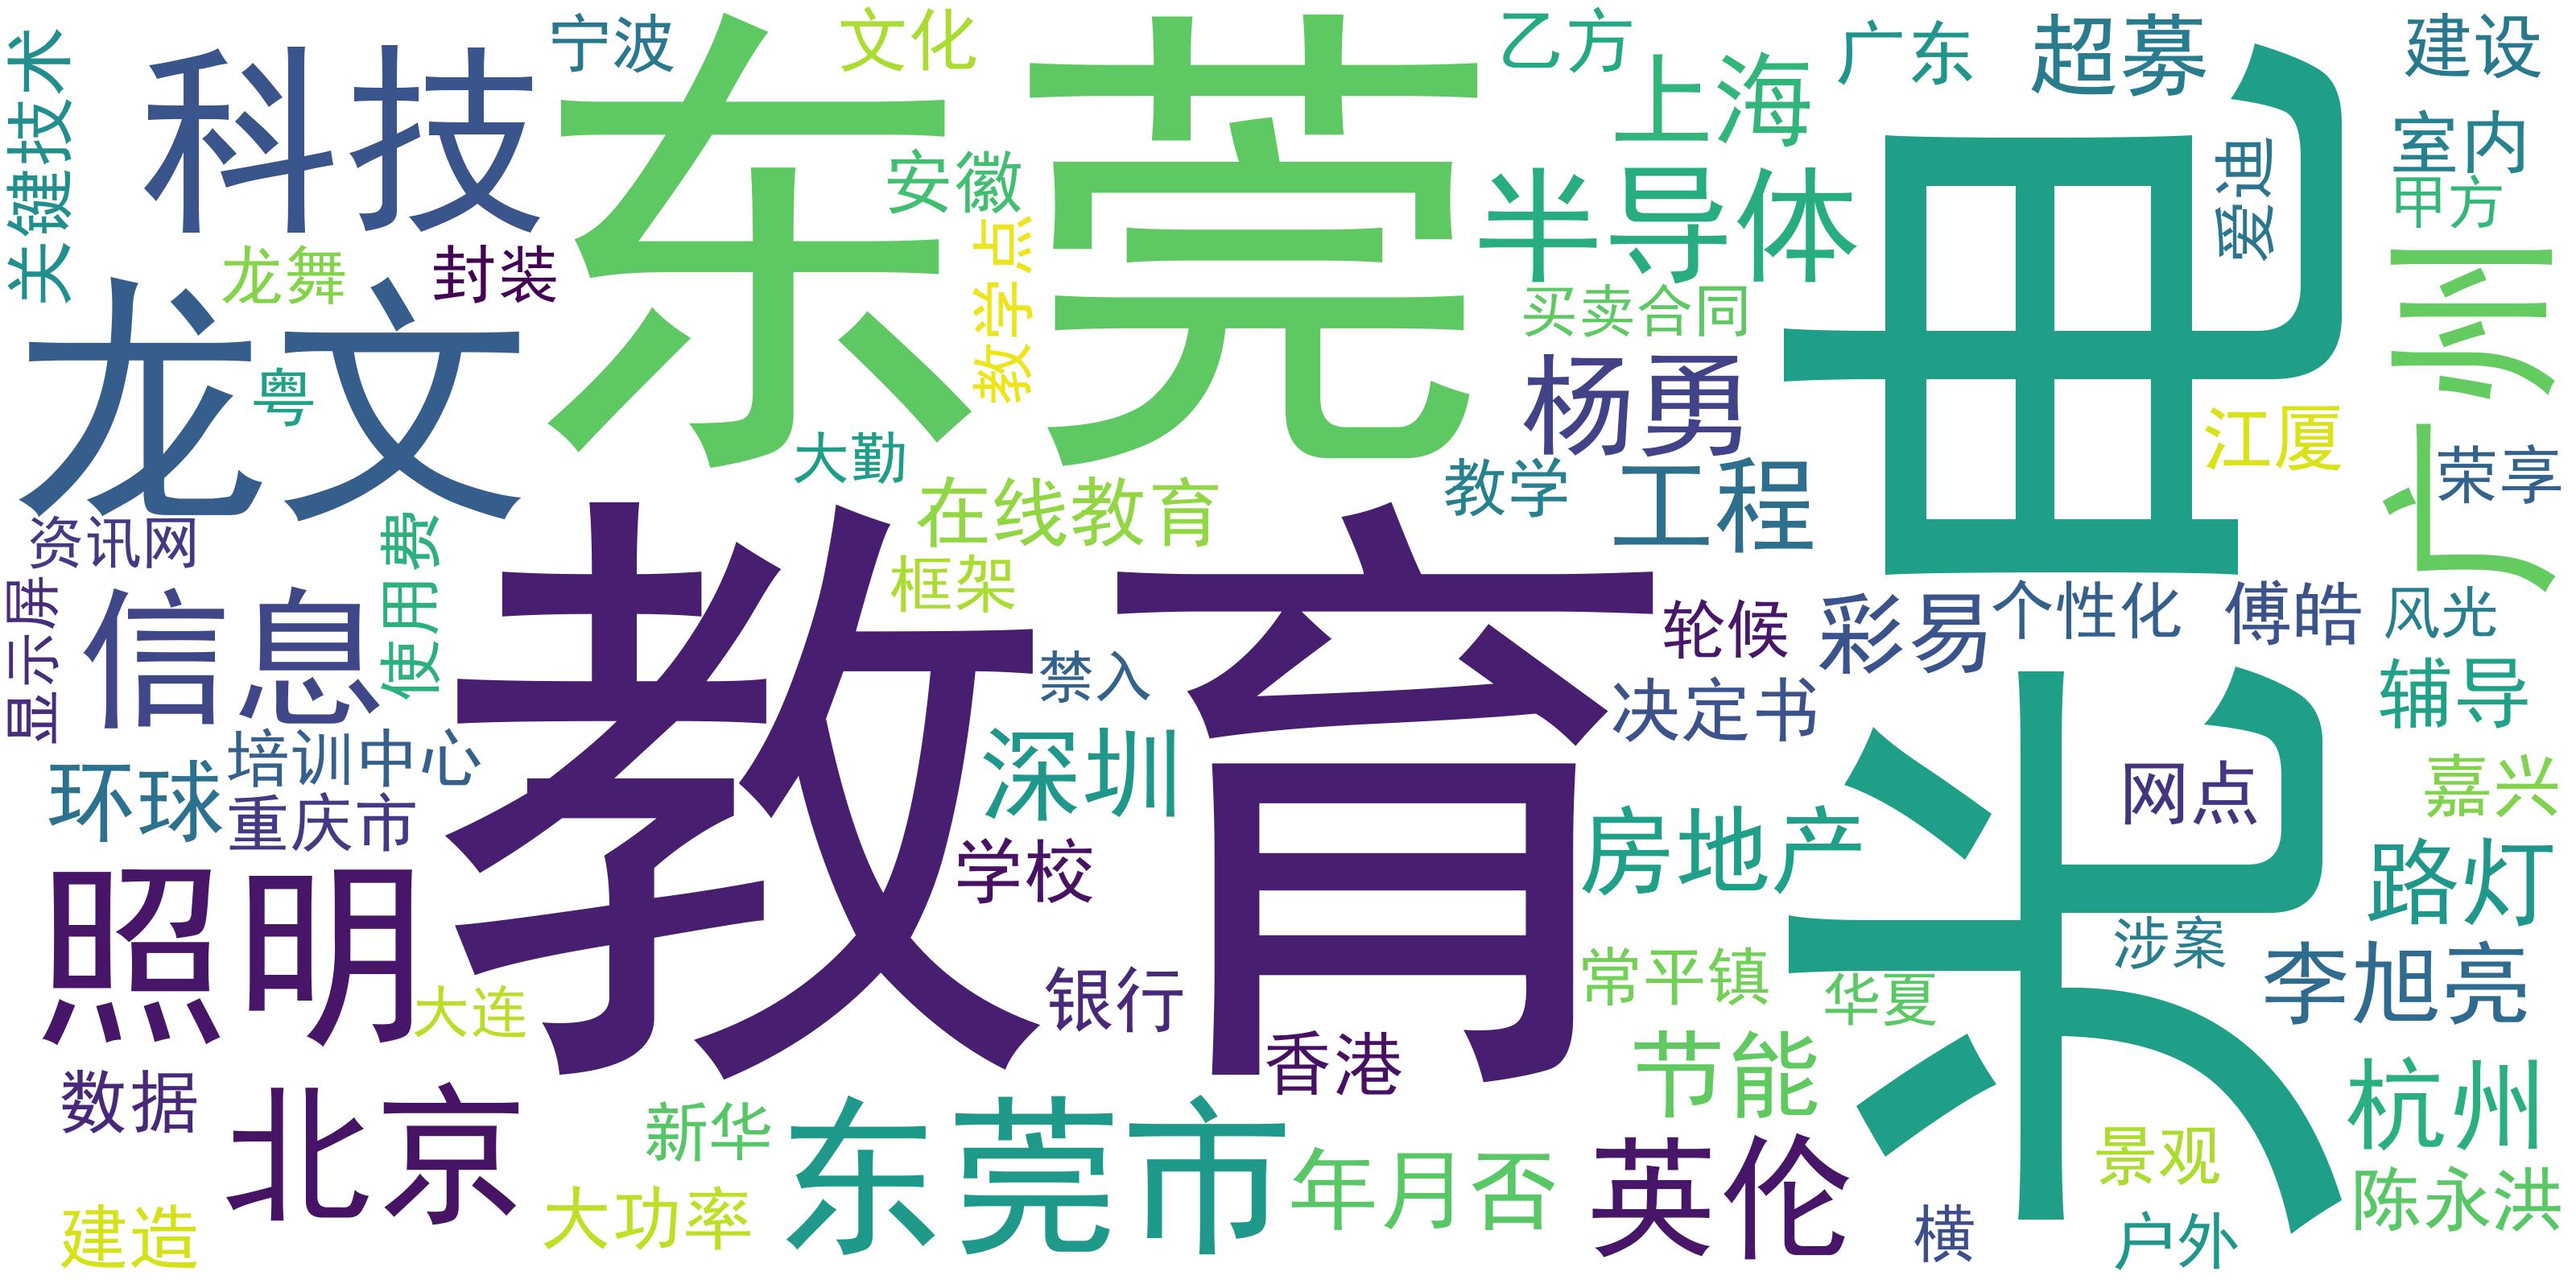 关键技术
科技
宁波
文化
东莞
乙方
上海
广东
超募
建设
室内
甲方
安徽
半导体
光电
爱迪
龙舞
封装
教学点
买卖合同
广州
龙文
粤
杨勇
江厦
大勤
教学
工程
荣享
在线教育
资讯网
使用费
框架
教育
轮候
彩易
个性化
傅皓
风光
显示屏
信息
禁入
决定书
辅导
培训中心
深圳
环球
重庆市
网点
嘉兴
房地产
学校
路灯
照明
银行
常平镇
涉案
李旭亮
大连
华夏
香港
节能
数据
北京
新华
东莞市
杭州
年月否
英伦
景观
陈永洪
建造
大功率
横
户外